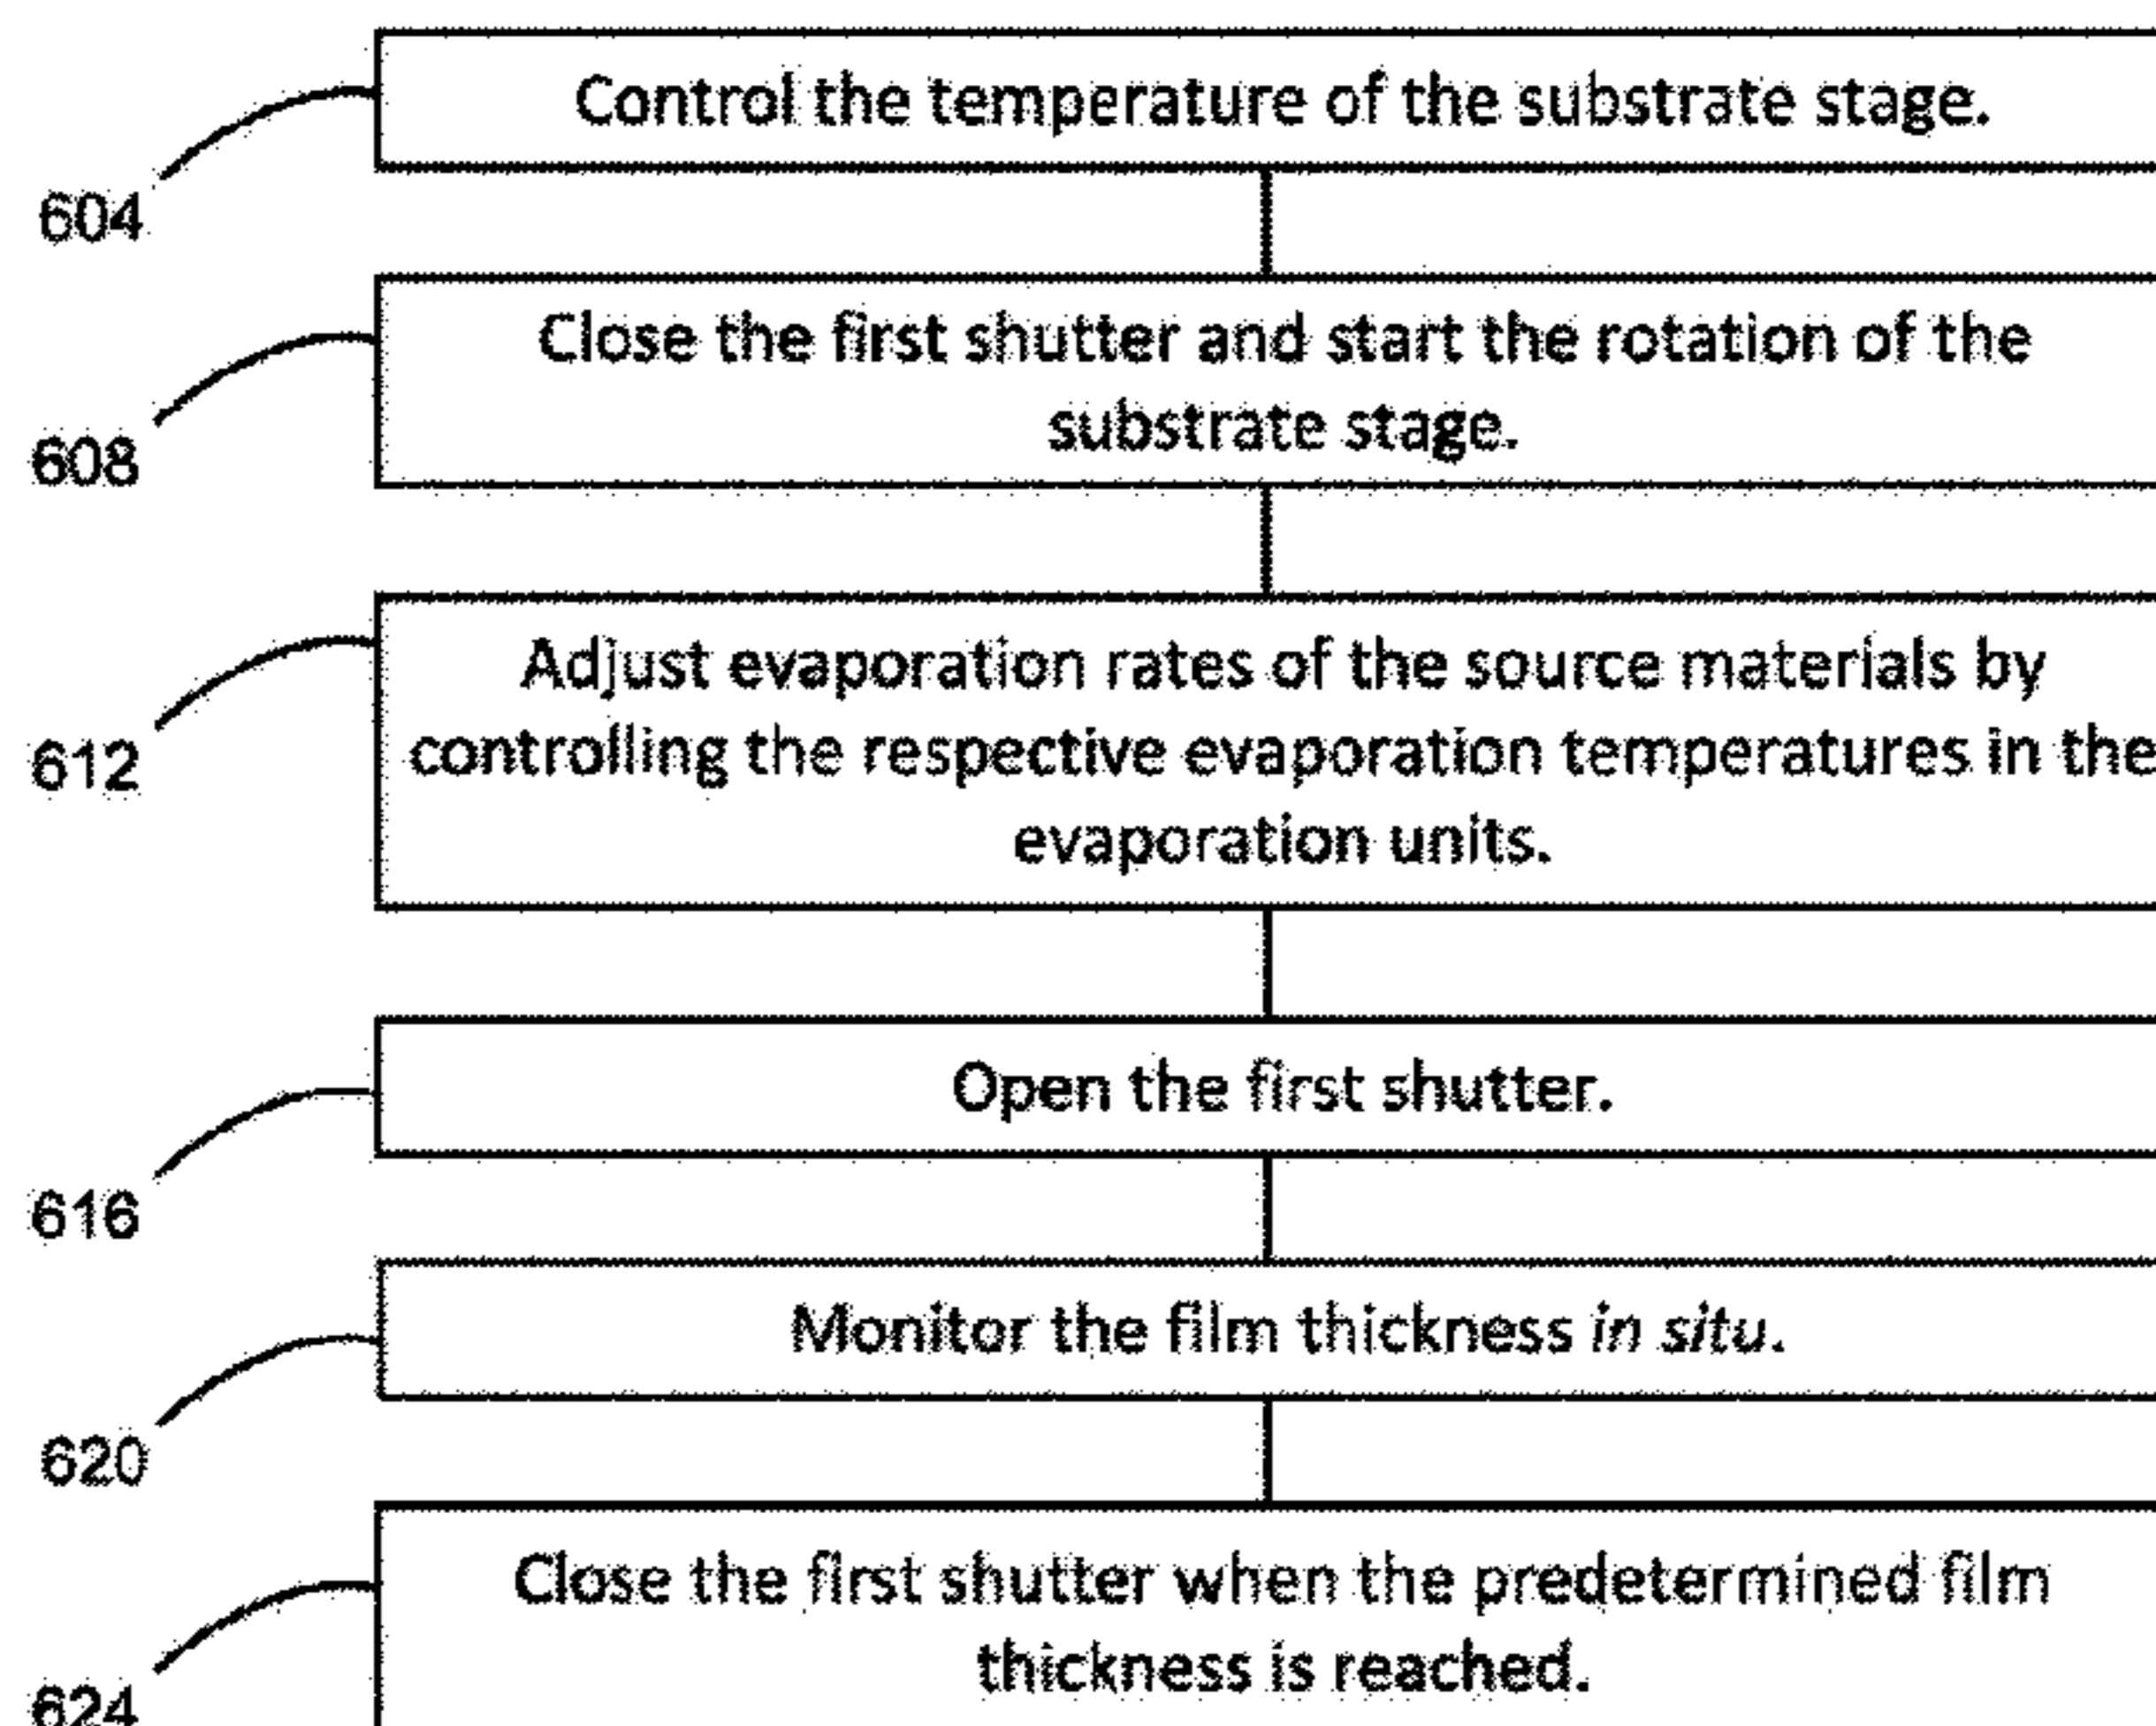 Control the temperature of the substrate stage.
604
Close the first shutter and start the rotation of the
substrate stage.
608
Adjust evaporation rates of the source materials by
controlling the respective evaporation temperatures in the
evaporation units.
612
Open the first shutter.
616
Monitor the film thickness in situ.
620
Close the first shutter when the predetermined film
thickness is reached.
624